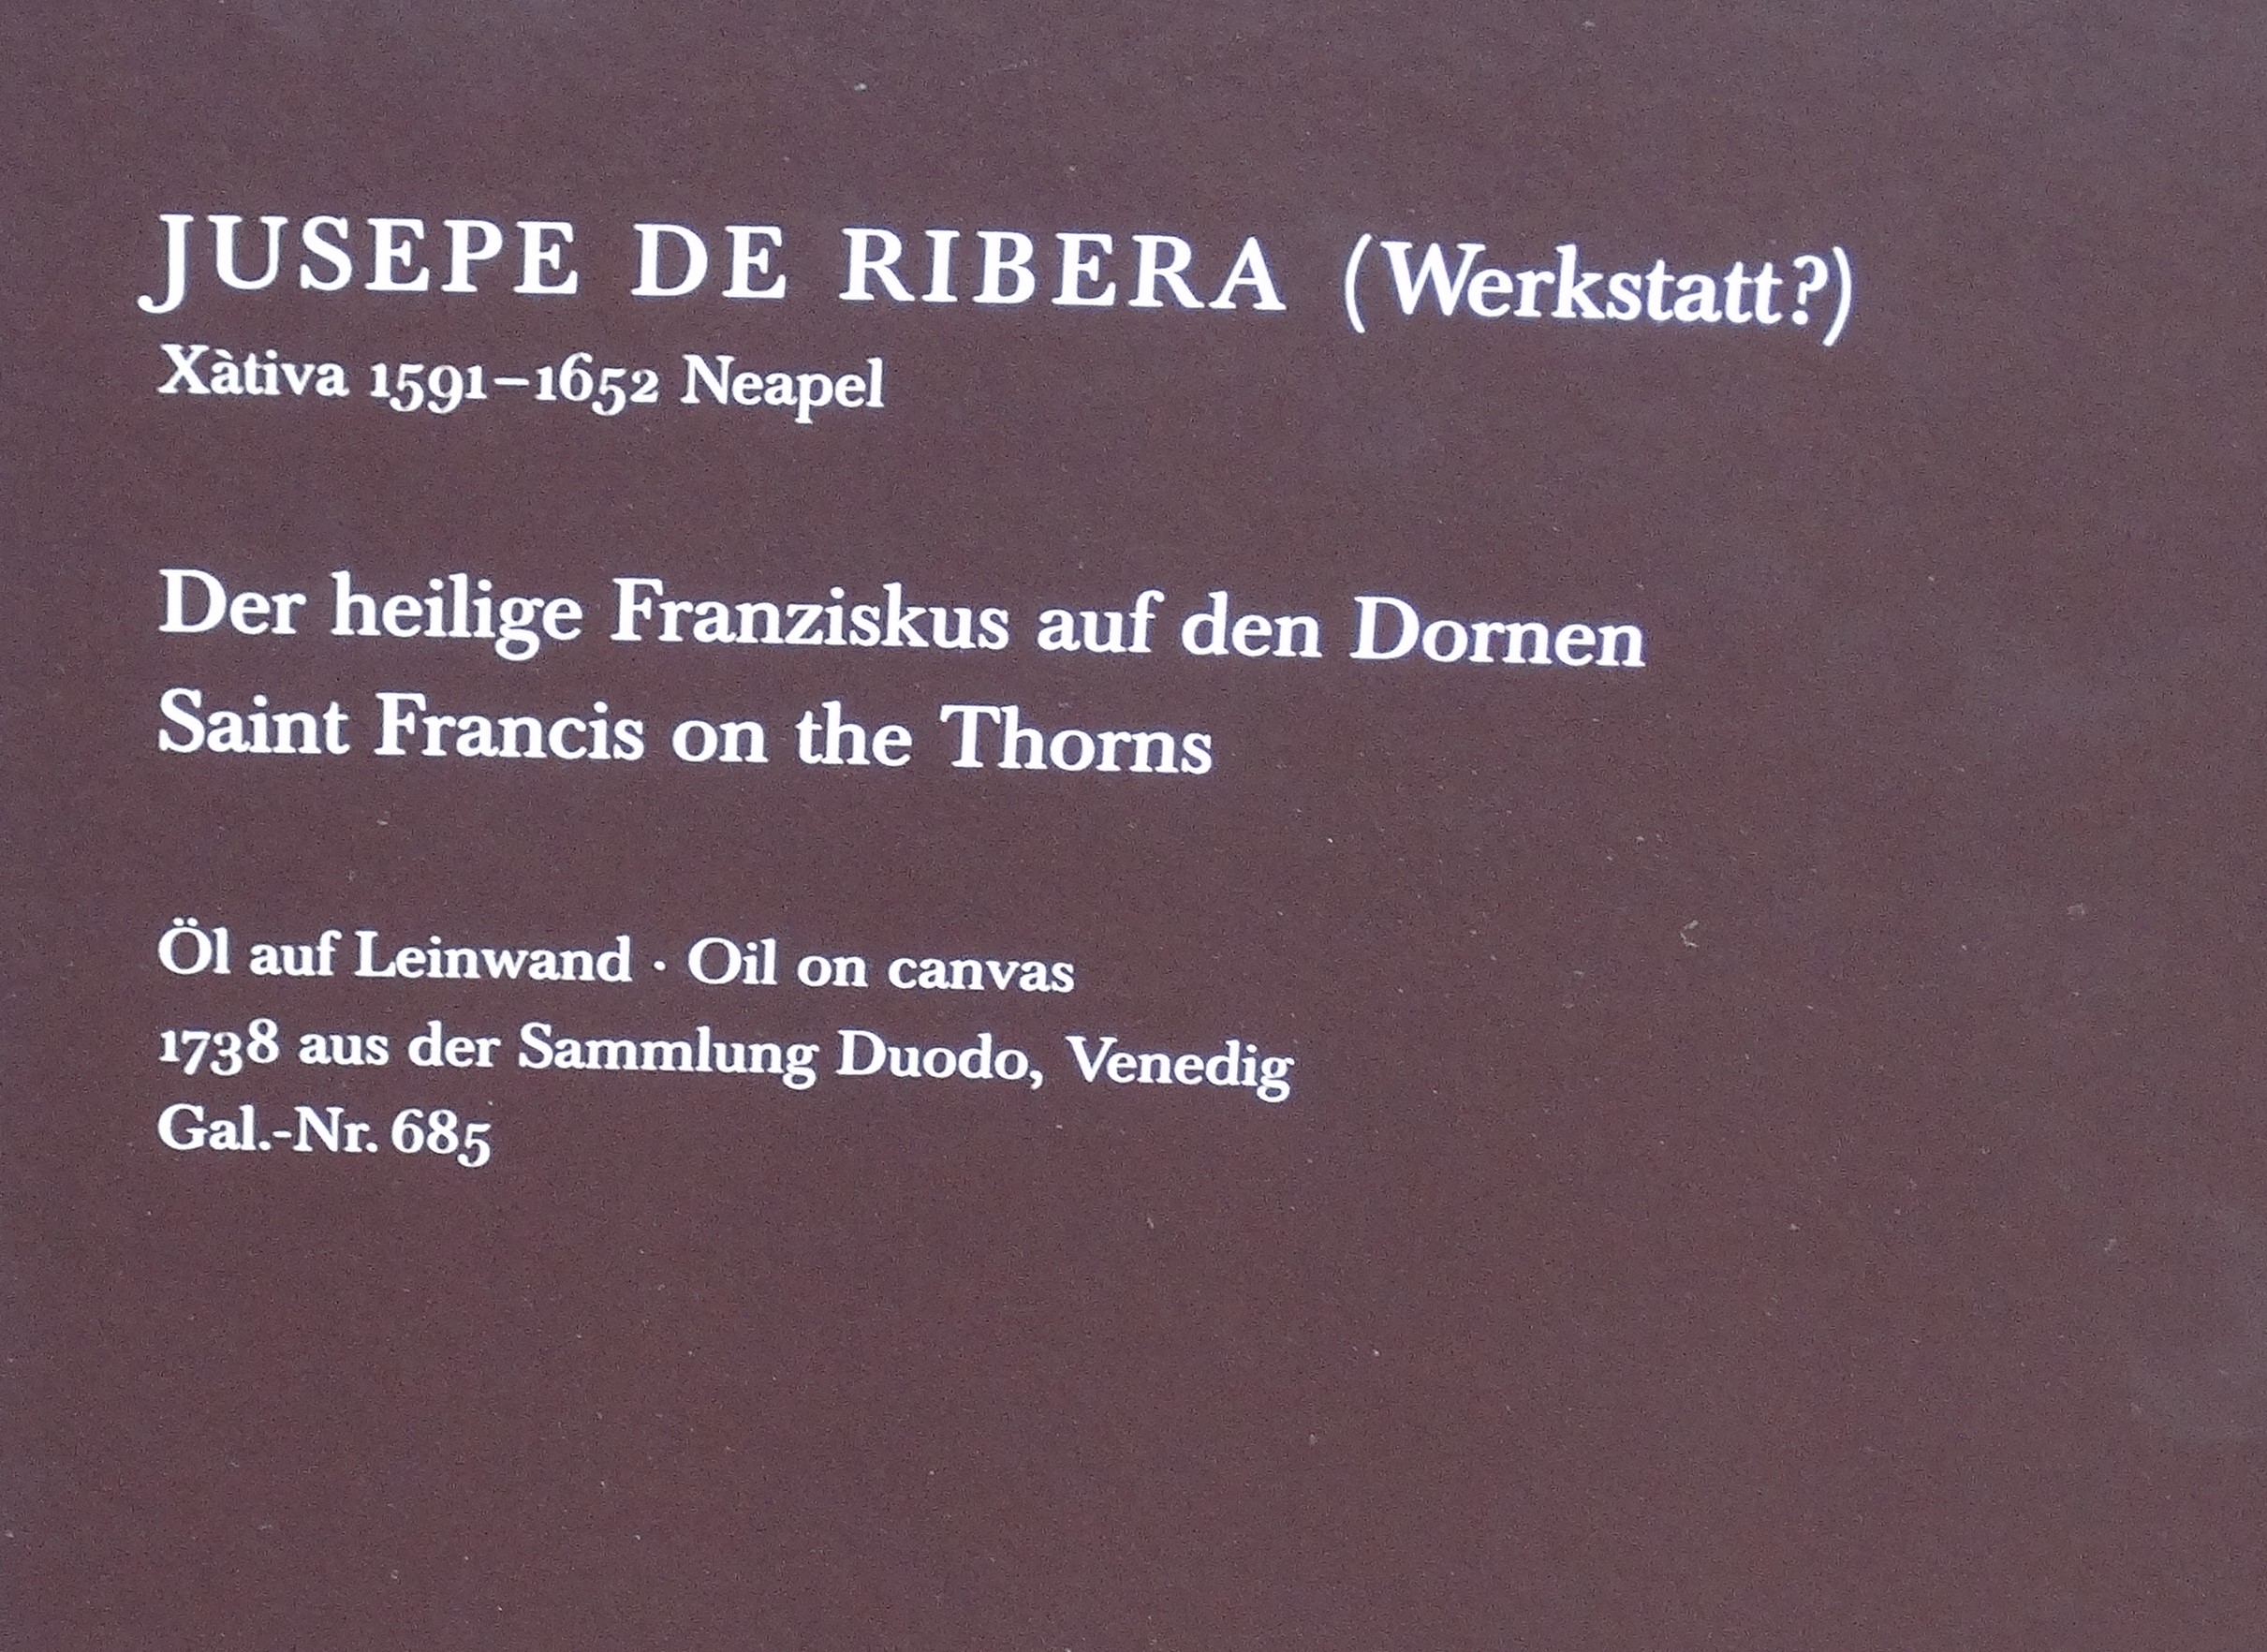 JUSEPE DE RIBERA (Werkstatt?)
Xàtiva 1591–1652 Neapel
Der heilige Franziskus auf den Dornen
Saint Francis on the Thorns
Öl auf Leinwand · Oil on canvas
1738 aus der Sammlung Duodo, Venedig
Gal.-Nr. 685